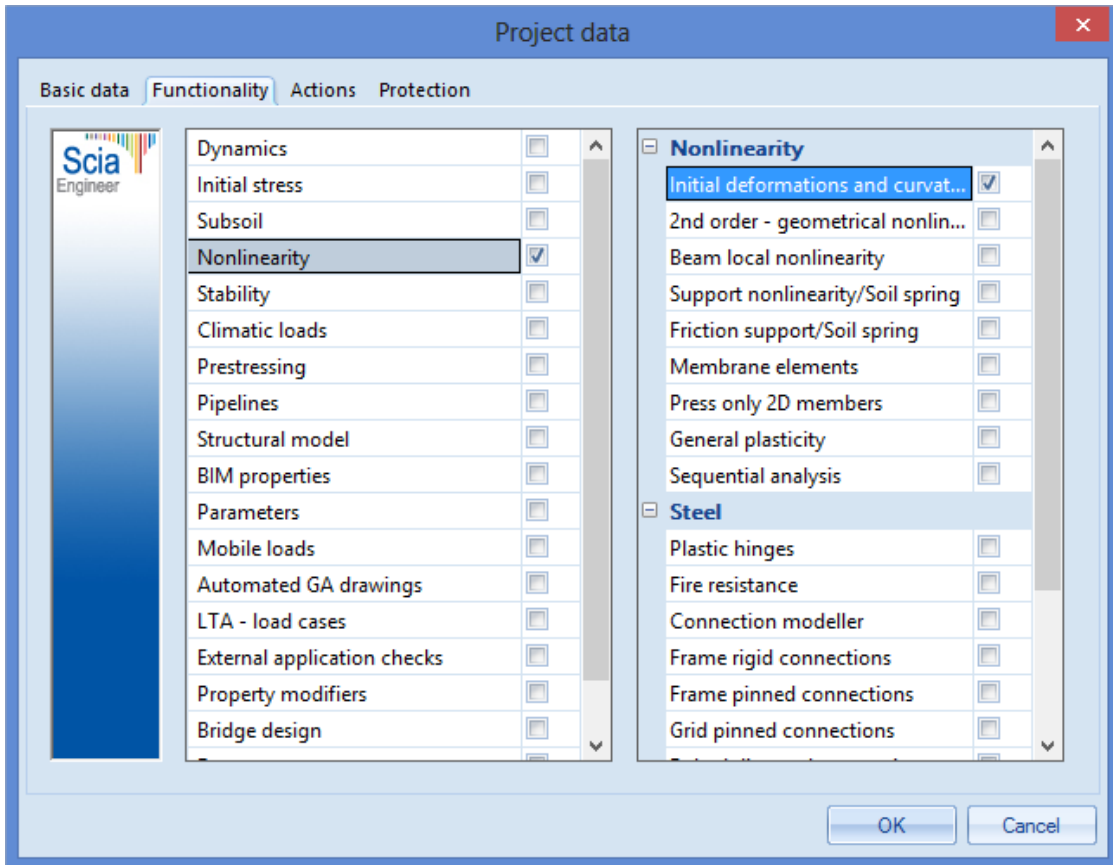 Project data
Basic data Functionality Actions Protection
Scia
Engineer
Dynamics
Initial stress
Subsoil
Nonlinearity
Stability
Climatic loads
Prestressing
Pipelines
Structural model
BIM properties
Parameters
Mobile loads
Automated GA drawings
LTA - load cases
External application checks
Property modifiers
Bridge design
Nonlinearity
Initial deformations and curvat...
2nd order - geometrical nonlin...
Beam local nonlinearity
Support nonlinearity/Soil spring
Friction support/Soil spring
Membrane elements
Press only 2D members
General plasticity
Sequential analysis
Steel
Plastic hinges
Fire resistance
Connection modeller
Frame rigid connections
Frame pinned connections
Grid pinned connections
OK Cancel